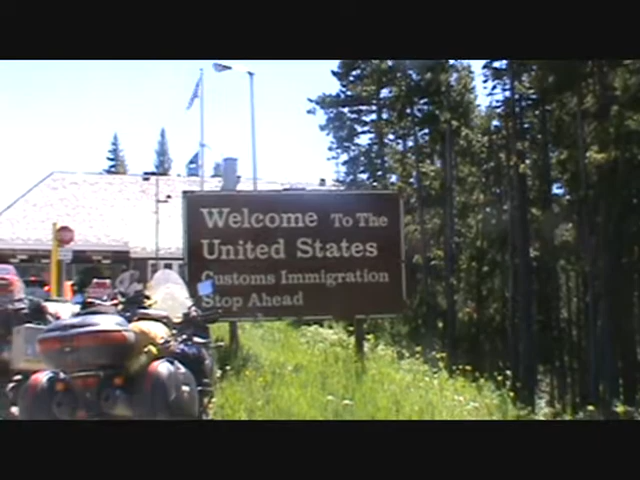 Welcome To The
United States
Customs Immigration
Stop Ahead